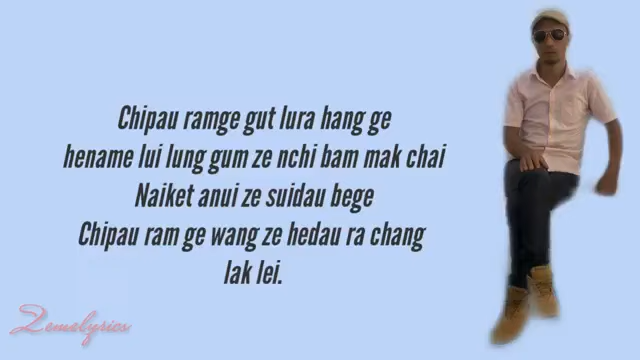 Chipau ramge gut lura hang ge
hename lui lung gum ze nchi bam mak chai
Naiket anui ze suidau bege
Chipau ram ge wang ze hedau ra chang
lak lei.
Zemelyrics